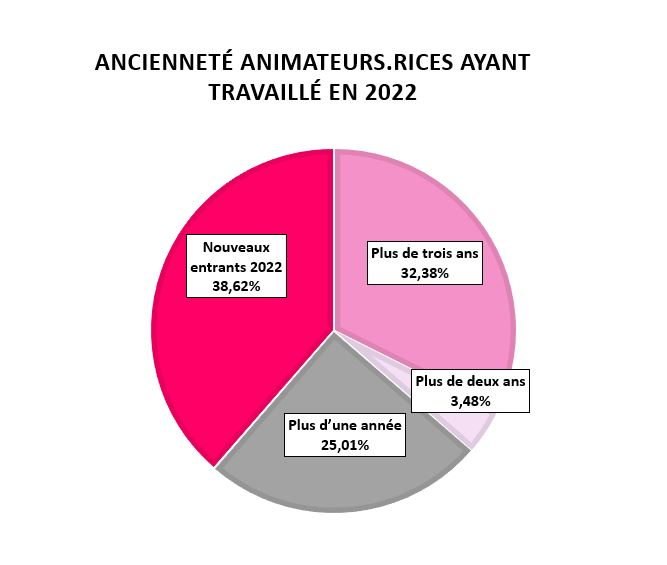 ANCIENNETÉ ANIMATEURS.RICES AYANT
TRAVAILLÉ EN 2022
Nouveaux
entrants 2022
38,62%
Plus de trois ans
32,38%
Plus de deux ans
3,48%
Plus d’une année
25,01%